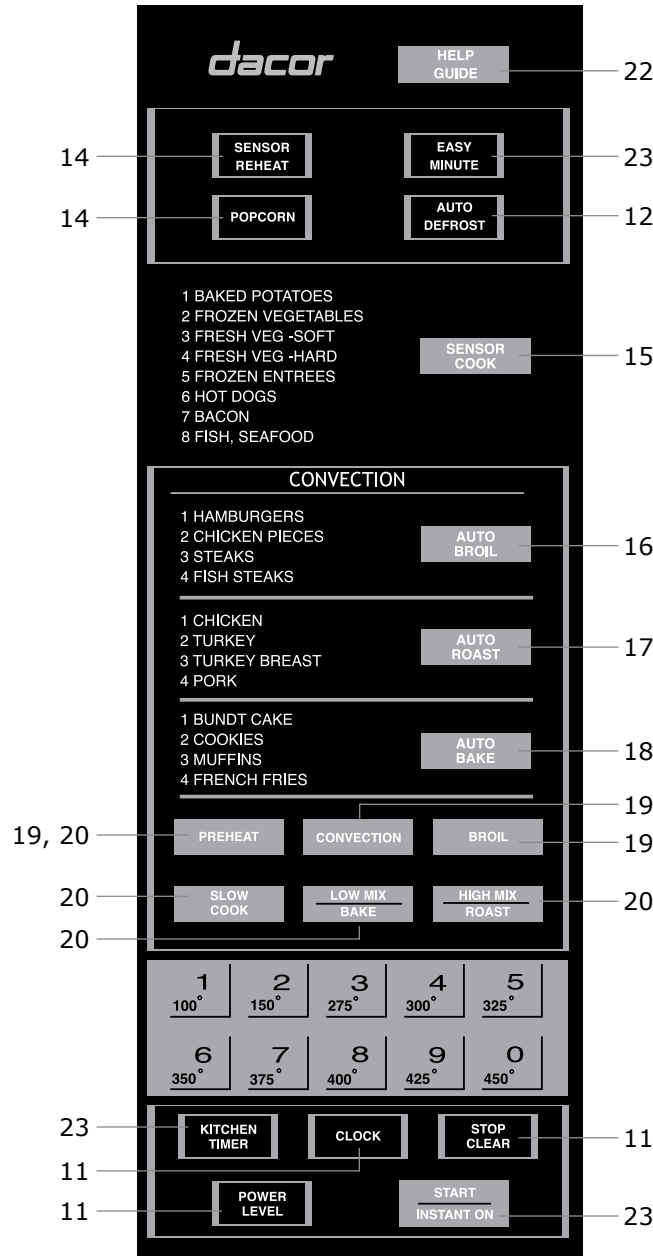 dacor
HELP
GUIDE
22
14
SENSOR
REHEAT
EASY
MINUTE
23
14
POPCORN
AUTO
DEFROST
12
1 BAKED POTATOES
2 FROZEN VEGETABLES
3 FRESH VEG -SOFT
4 FRESH VEG -HARD
5 FROZEN ENTREES
6 HOT DOGS
7 BACON
8 FISH, SEAFOOD
SENSOR
COOK
15
CONVECTION
1 HAMBURGERS
2 CHICKEN PIECES
3 STEAKS
4 FISH STEAKS
AUTO
BROIL
16
1 CHICKEN
2 TURKEY
3 TURKEY BREAST
4 PORK
AUTO
ROAST
17
1 BUNDT CAKE
2 COOKIES
3 MUFFINS
4 FRENCH FRIES
AUTO
BAKE
18
19
19, 20
PREHEAT
CONVECTION
BROIL
19
20
SLOW
COOK
LOW MIX
BAKE
HIGH MIX
ROAST
20
20
1 2 3 4 5
100° 150° 275° 300° 325°
6 7 8 9 0
350° 375° 400° 425° 450°
23
KITCHEN
TIMER
CLOCK
STOP
CLEAR
11
11
11
POWER
LEVEL
START
INSTANT ON
23